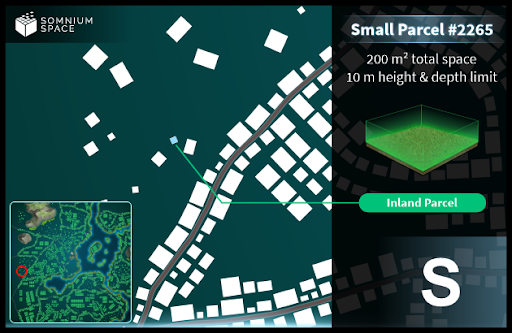 SOMNIUM
SPACE
Small Parcel #2265
200 m² total space
10 m height & depth limit
Inland Parcel
S